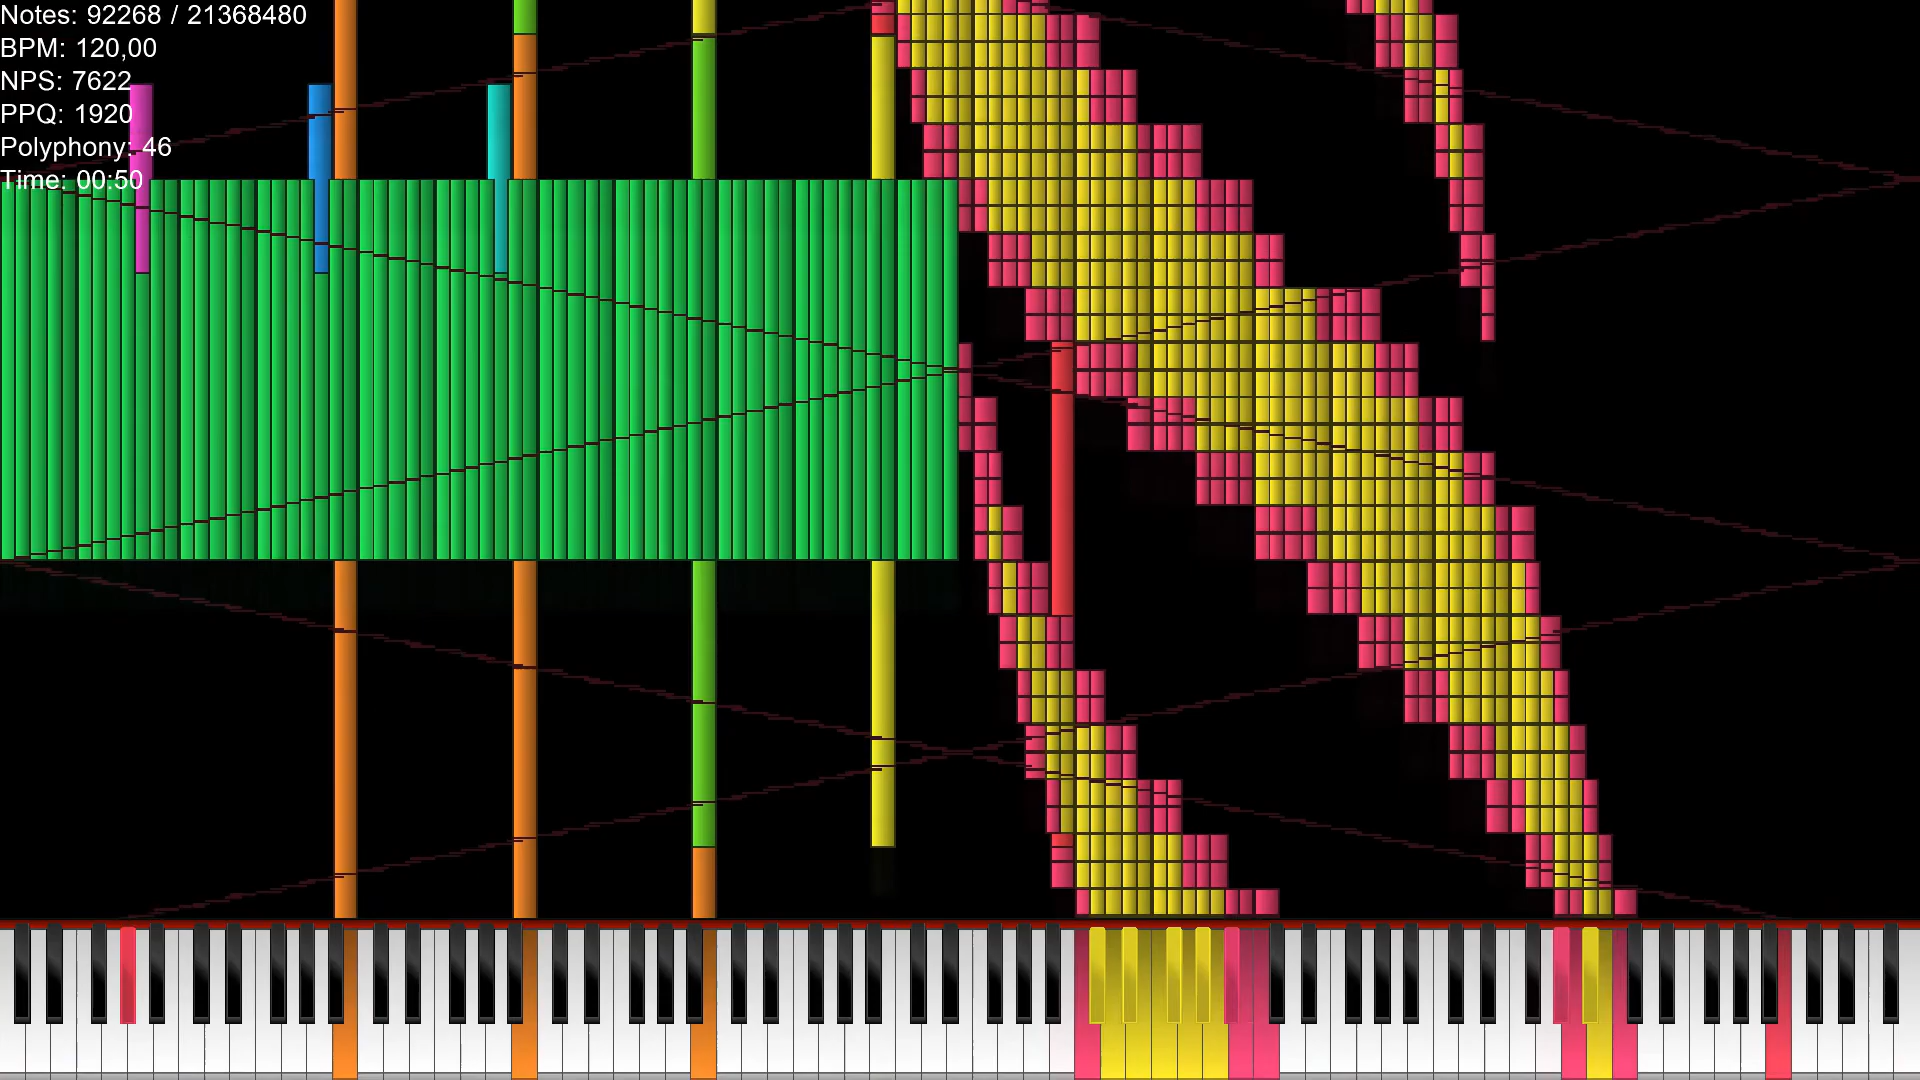 Notes: 92268 / 21368480
BPM: 120,00
NPS: 7622
PPQ: 1920
Polyphony: 46
Time: 00:50